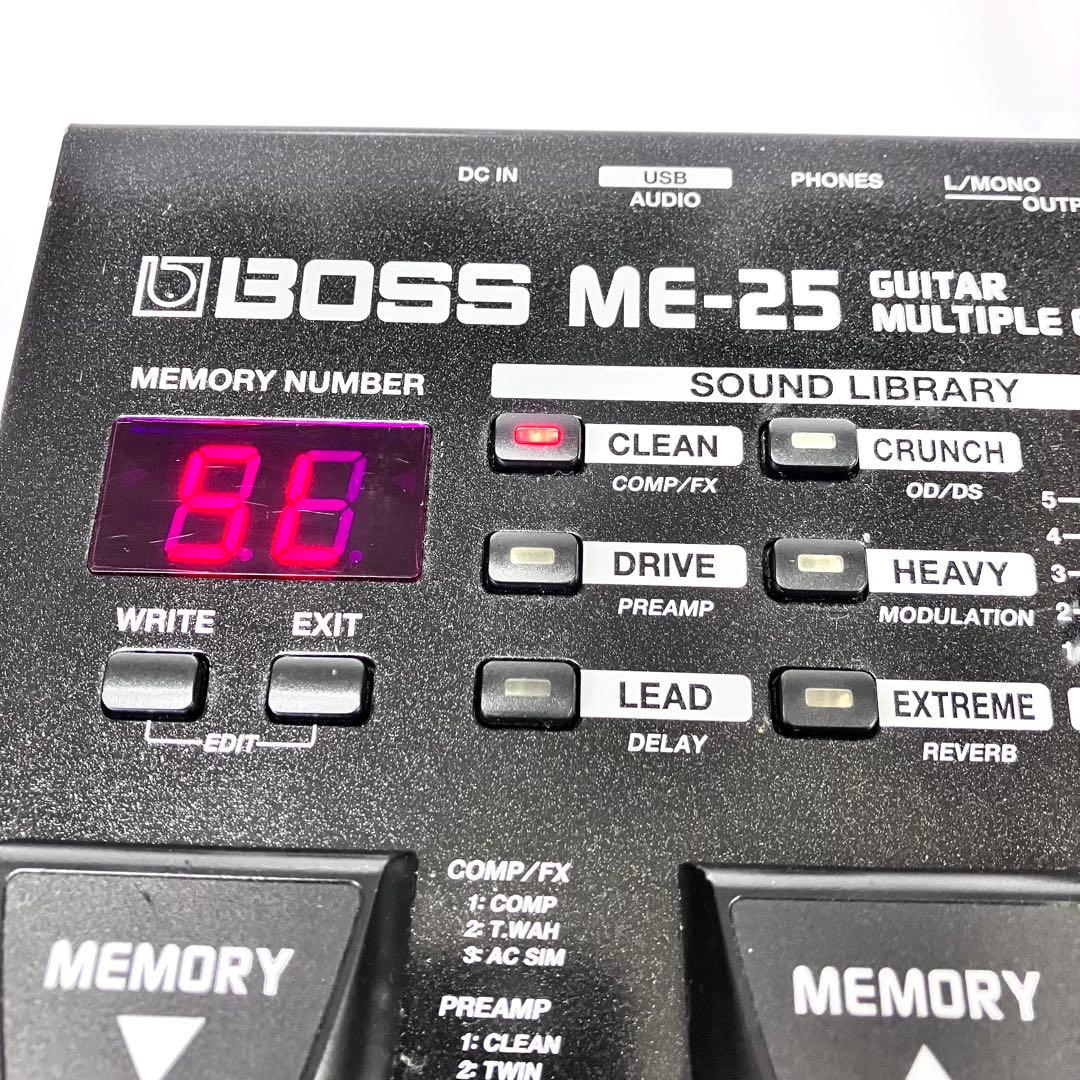 DC IN
USB
AUDIO
PHONES
L/MONO
BOSS ME-25 GUITAR
MULTIPLE
MEMORY NUMBER
SOUND LIBRARY
CLEAN
COMP/FX
CRUNCH
OD/DS
DRIVE
PREAMP
HEAVY
MODULATION
LEAD
DELAY
EXTREME
REVERB
5
4
3
2
1
WRITE
EXIT
EDIT
MEMORY
COMP/FX
1: COMP
2: T.WAH
3: AC SIM
PREAMP
1: CLEAN
2: TWIN
MEMORY